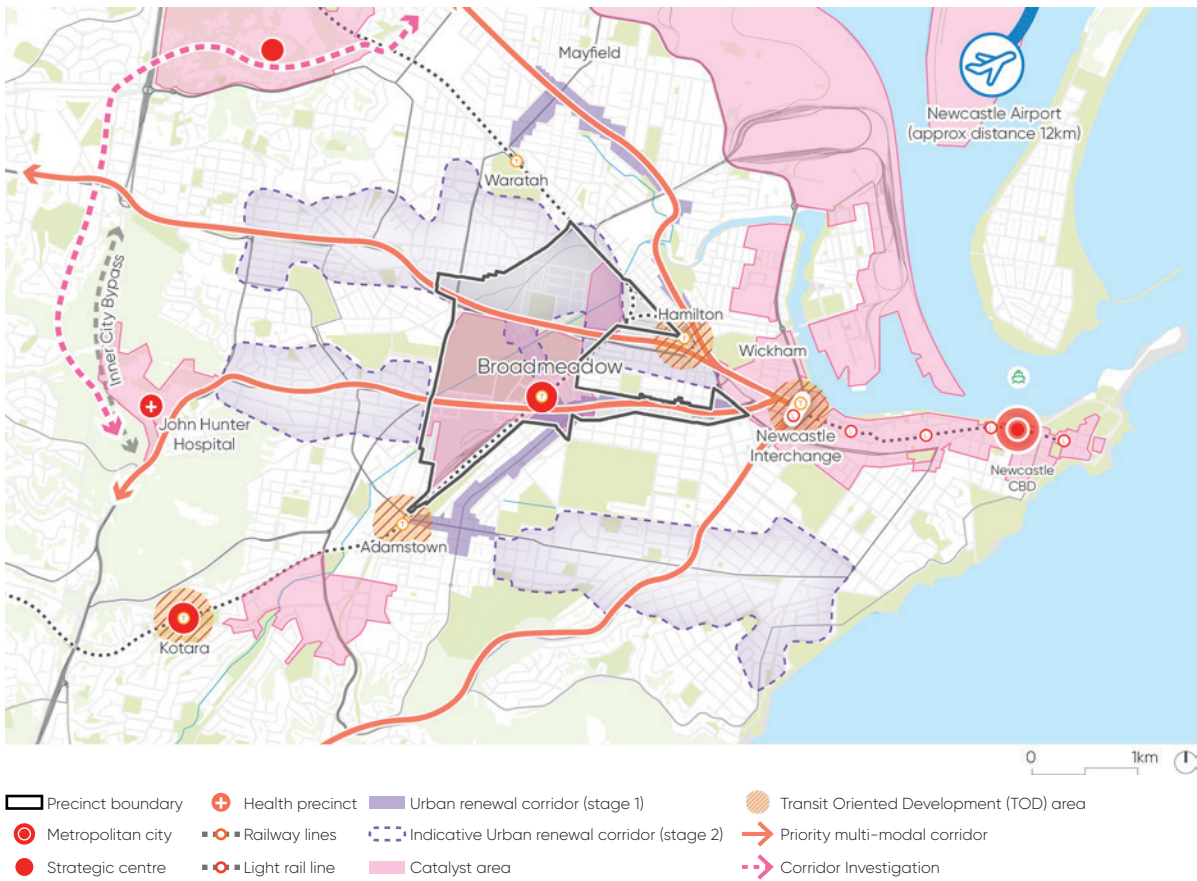 Mayfield
Newcastle Airport
(approx distance 12km)
Waratah
Inner City Bypass
Hamilton
Wickham
Broadmeadow
John Hunter
Hospital
Newcastle
Interchange
Newcastle
CBD
Adamstown
Kotara
0 1km
Precinct boundary
Health precinct
Urban renewal corridor (stage 1)
Transit Oriented Development (TOD) area
Metropolitan city
Railway lines
Indicative Urban renewal corridor (stage 2)
Priority multi-modal corridor
Strategic centre
Light rail line
Catalyst area
Corridor Investigation